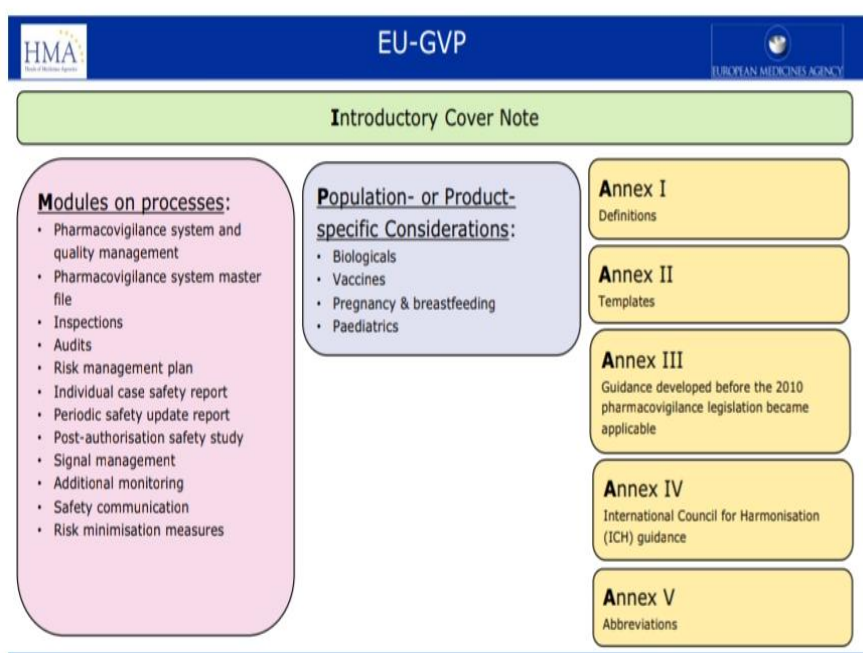 HMA
Heads of Medicines Agencies
EU-GVP
EUROPEAN MEDICINES AGENCY
Introductory Cover Note
Modules on processes:
• Pharmacovigilance system and
quality management
• Pharmacovigilance system master
file
• Inspections
• Audits
• Risk management plan
• Individual case safety report
• Periodic safety update report
• Post-authorisation safety study
• Signal management
• Additional monitoring
• Safety communication
• Risk minimisation measures
Population- or Product-
specific Considerations:
• Biologicals
• Vaccines
• Pregnancy & breastfeeding
• Paediatrics
Annex I
Definitions
Annex II
Templates
Annex III
Guidance developed before the 2010
pharmacovigilance legislation became
applicable
Annex IV
International Council for Harmonisation
(ICH) guidance
Annex V
Abbreviations